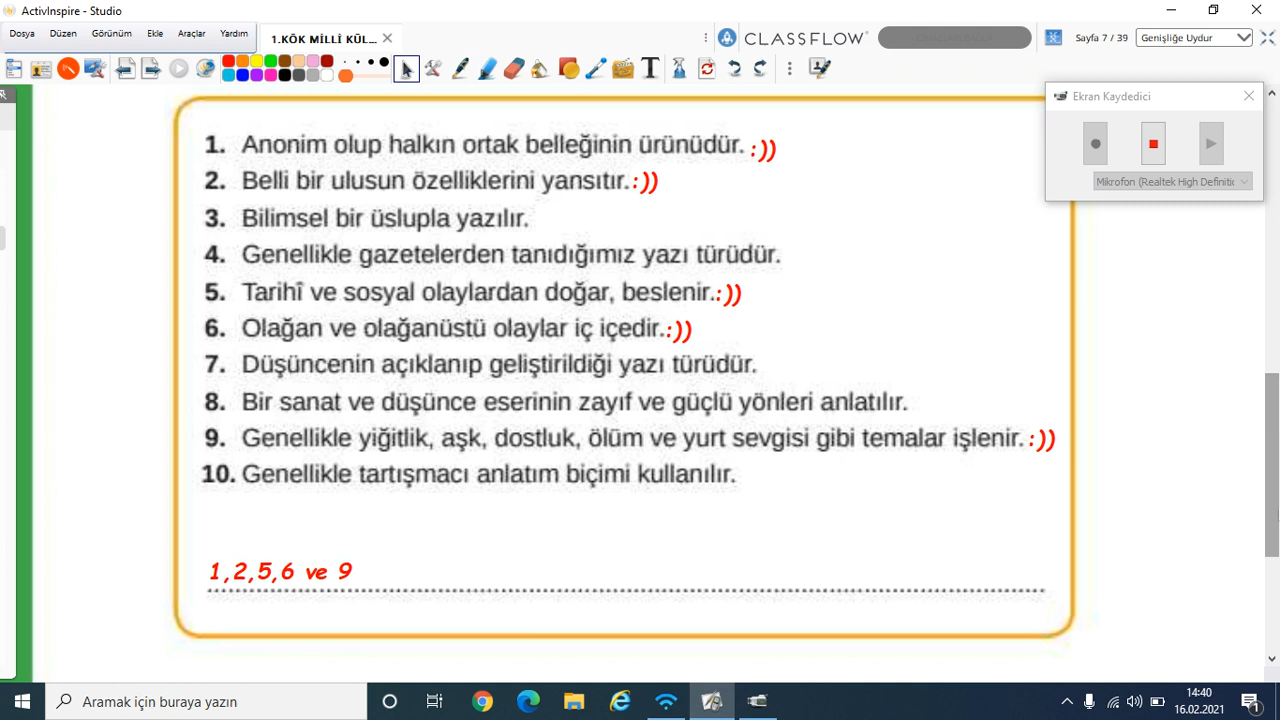 ActivInspire - Studio
Dosya Düzen Görünüm Ekle Araçlar Yardım
1.KÖK MİLLİ KÜL...
CLASSFLOW
Sayfa 7 / 39
Genişliğe Uydur
Ekran Kaydedici
Mikrofon (Realtek High Definitic
1. Anonim olup halkın ortak belleğinin ürünüdür. :))
2. Belli bir ulusun özelliklerini yansıtır. :))
3. Bilimsel bir üslupla yazılır.
4. Genellikle gazetelerden tanıdığımız yazı türüdür.
5. Tarihî ve sosyal olaylardan doğar, beslenir. :))
6. Olağan ve olağanüstü olaylar iç içedir. :))
7. Düşüncenin açıklanıp geliştirildiği yazı türüdür.
8. Bir sanat ve düşünce eserinin zayıf ve güçlü yönleri anlatılır.
9. Genellikle yiğitlik, aşk, dostluk, ölüm ve yurt sevgisi gibi temalar işlenir. :))
10. Genellikle tartışmacı anlatım biçimi kullanılır.
1,2,5,6 ve 9
Aramak için buraya yazın
14:40
16.02.2021
1